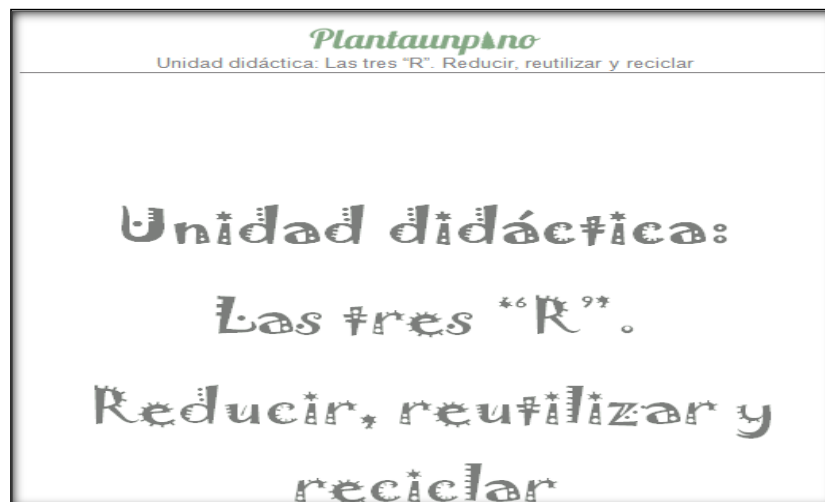 Plantaunpino
Unidad didáctica: Las tres “R”. Reducir, reutilizar y reciclar
Unidad didáctica:
Las tres “R”.
Reducir, reutilizar y
reciclar